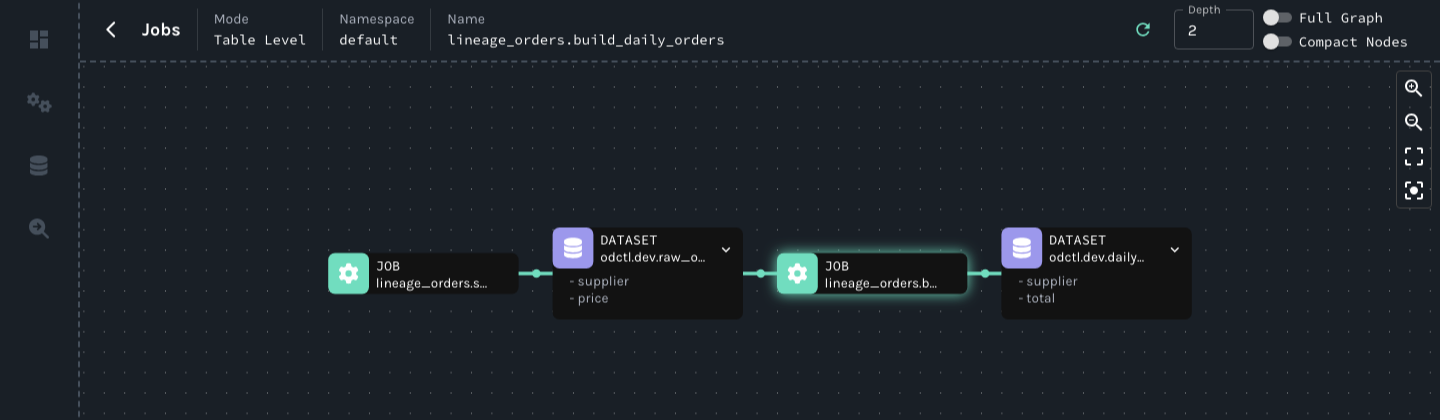 Jobs
Mode
Table Level
Namespace
default
Name
lineage_orders.build_daily_orders
Depth
2
Full Graph
Compact Nodes
JOB
lineage_orders.s...
DATASET
odctl.dev.raw_o...
- supplier
- price
JOB
lineage_orders.b...
DATASET
odctl.dev.daily...
- supplier
- total